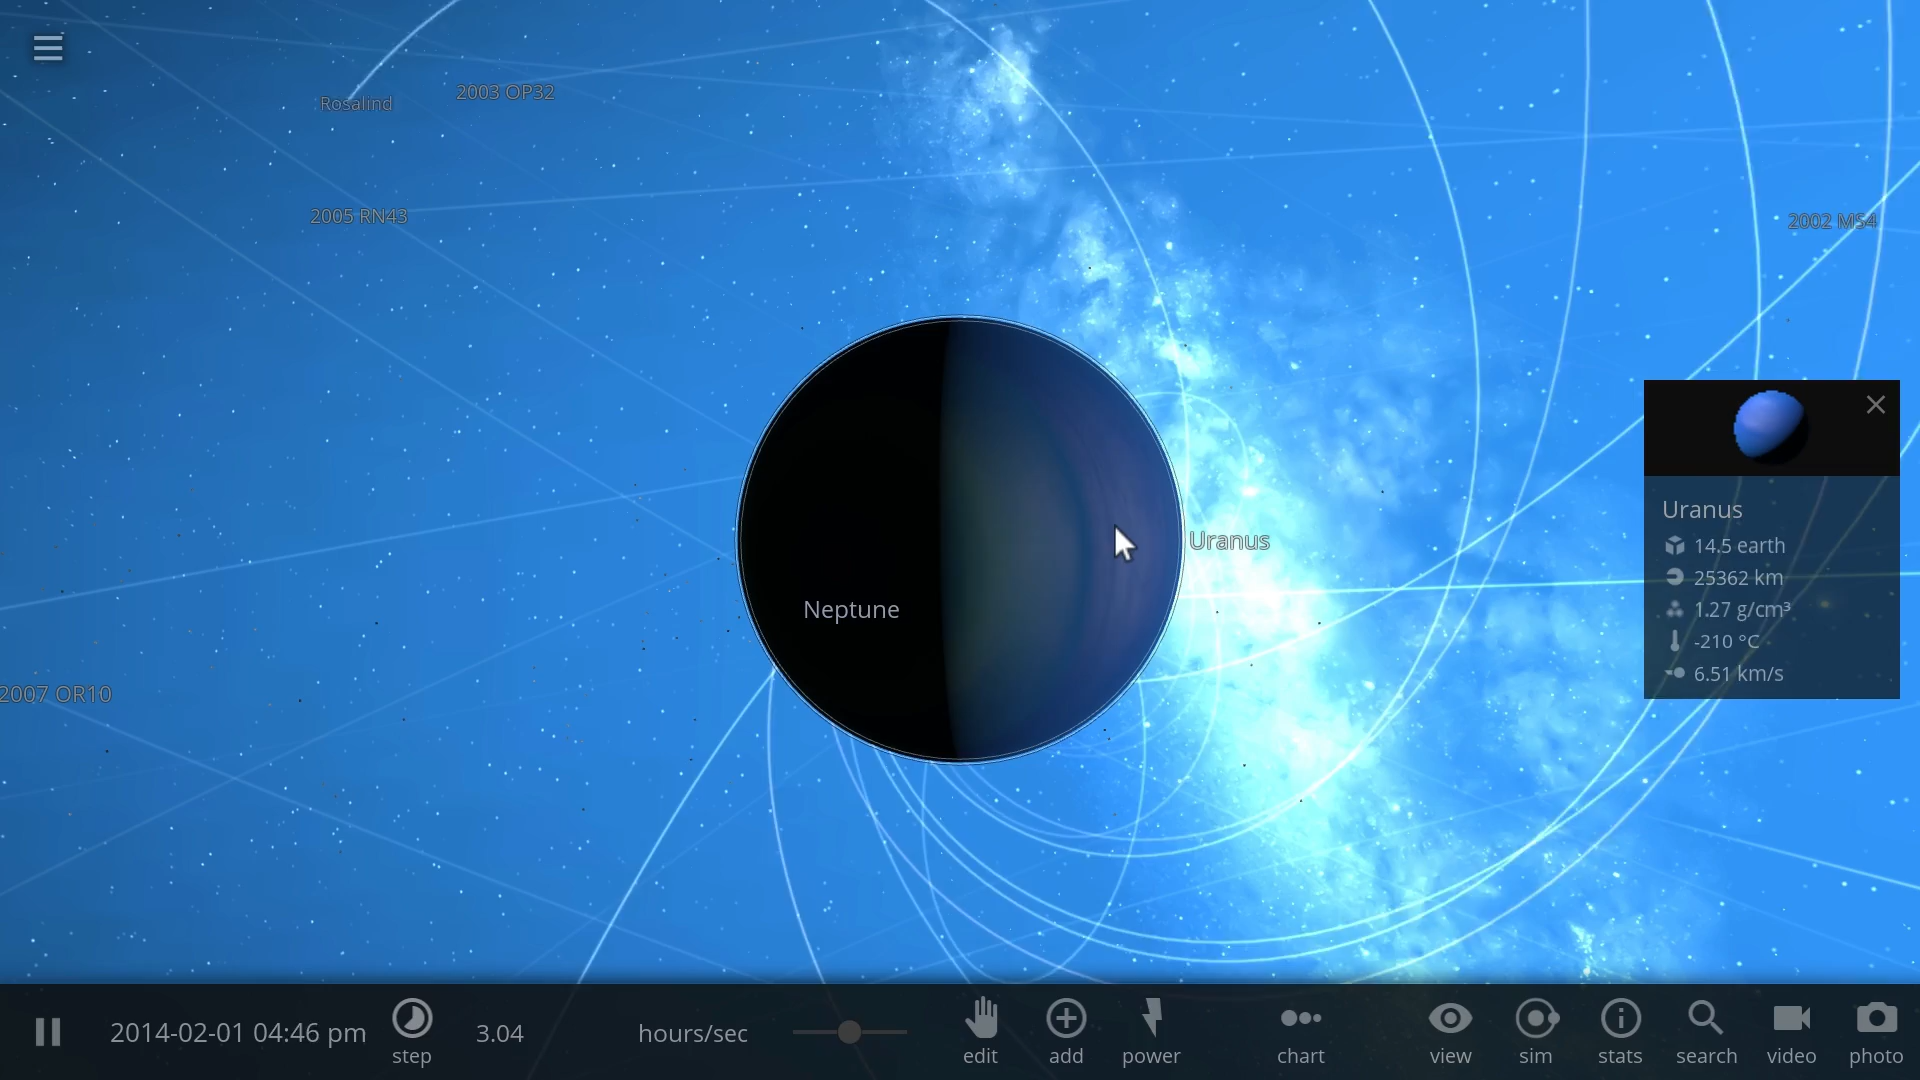 Rosalind
2003 OP32
2005 RN43
2002 MS4
Uranus
Neptune
2007 OR10
Uranus
14.5 earth
25362 km
1.27 g/cm³
-210 °C
6.51 km/s
2014-02-01 04:46 pm
step
3.04
hours/sec
edit
add
power
chart
view
sim
stats
search
video
photo